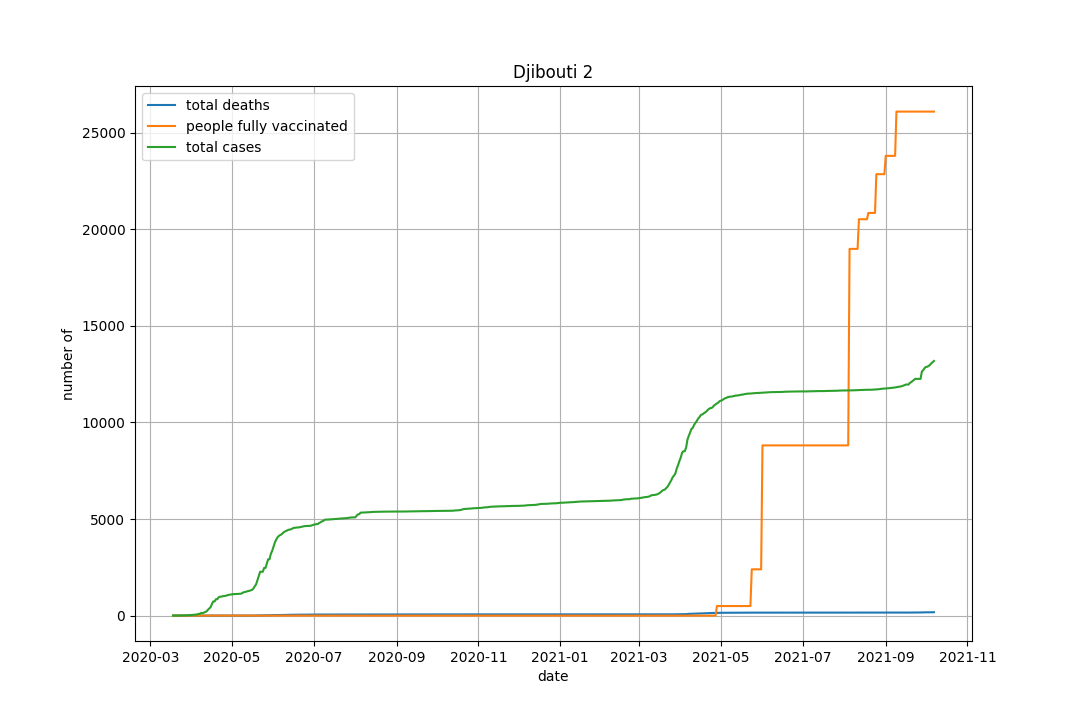 Djibouti 2
total deaths
people fully vaccinated
total cases
25000
20000
15000
10000
5000
0
number of
2020-03 2020-05 2020-07 2020-09 2020-11 2021-01 2021-03 2021-05 2021-07 2021-09 2021-11
date